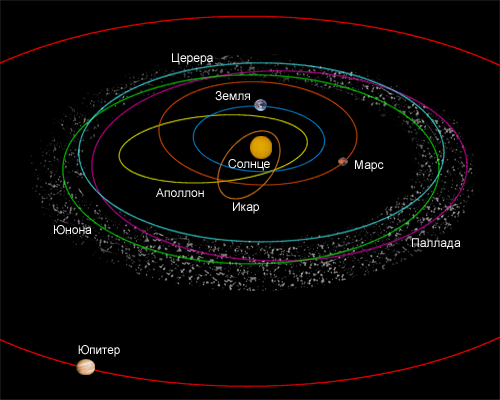 Церера
Земля
Солнце
Марс
Аполлон
Икар
Юнона
Паллада
Юпитер